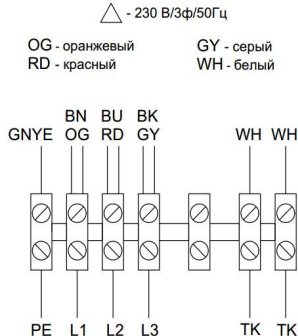 - 230 В/3ф/50Гц
OG - оранжевый GY - серый
RD - красный WH - белый
BN BU BK
GNYE OG RD GY WH WH
PE L1 L2 L3 TK TK